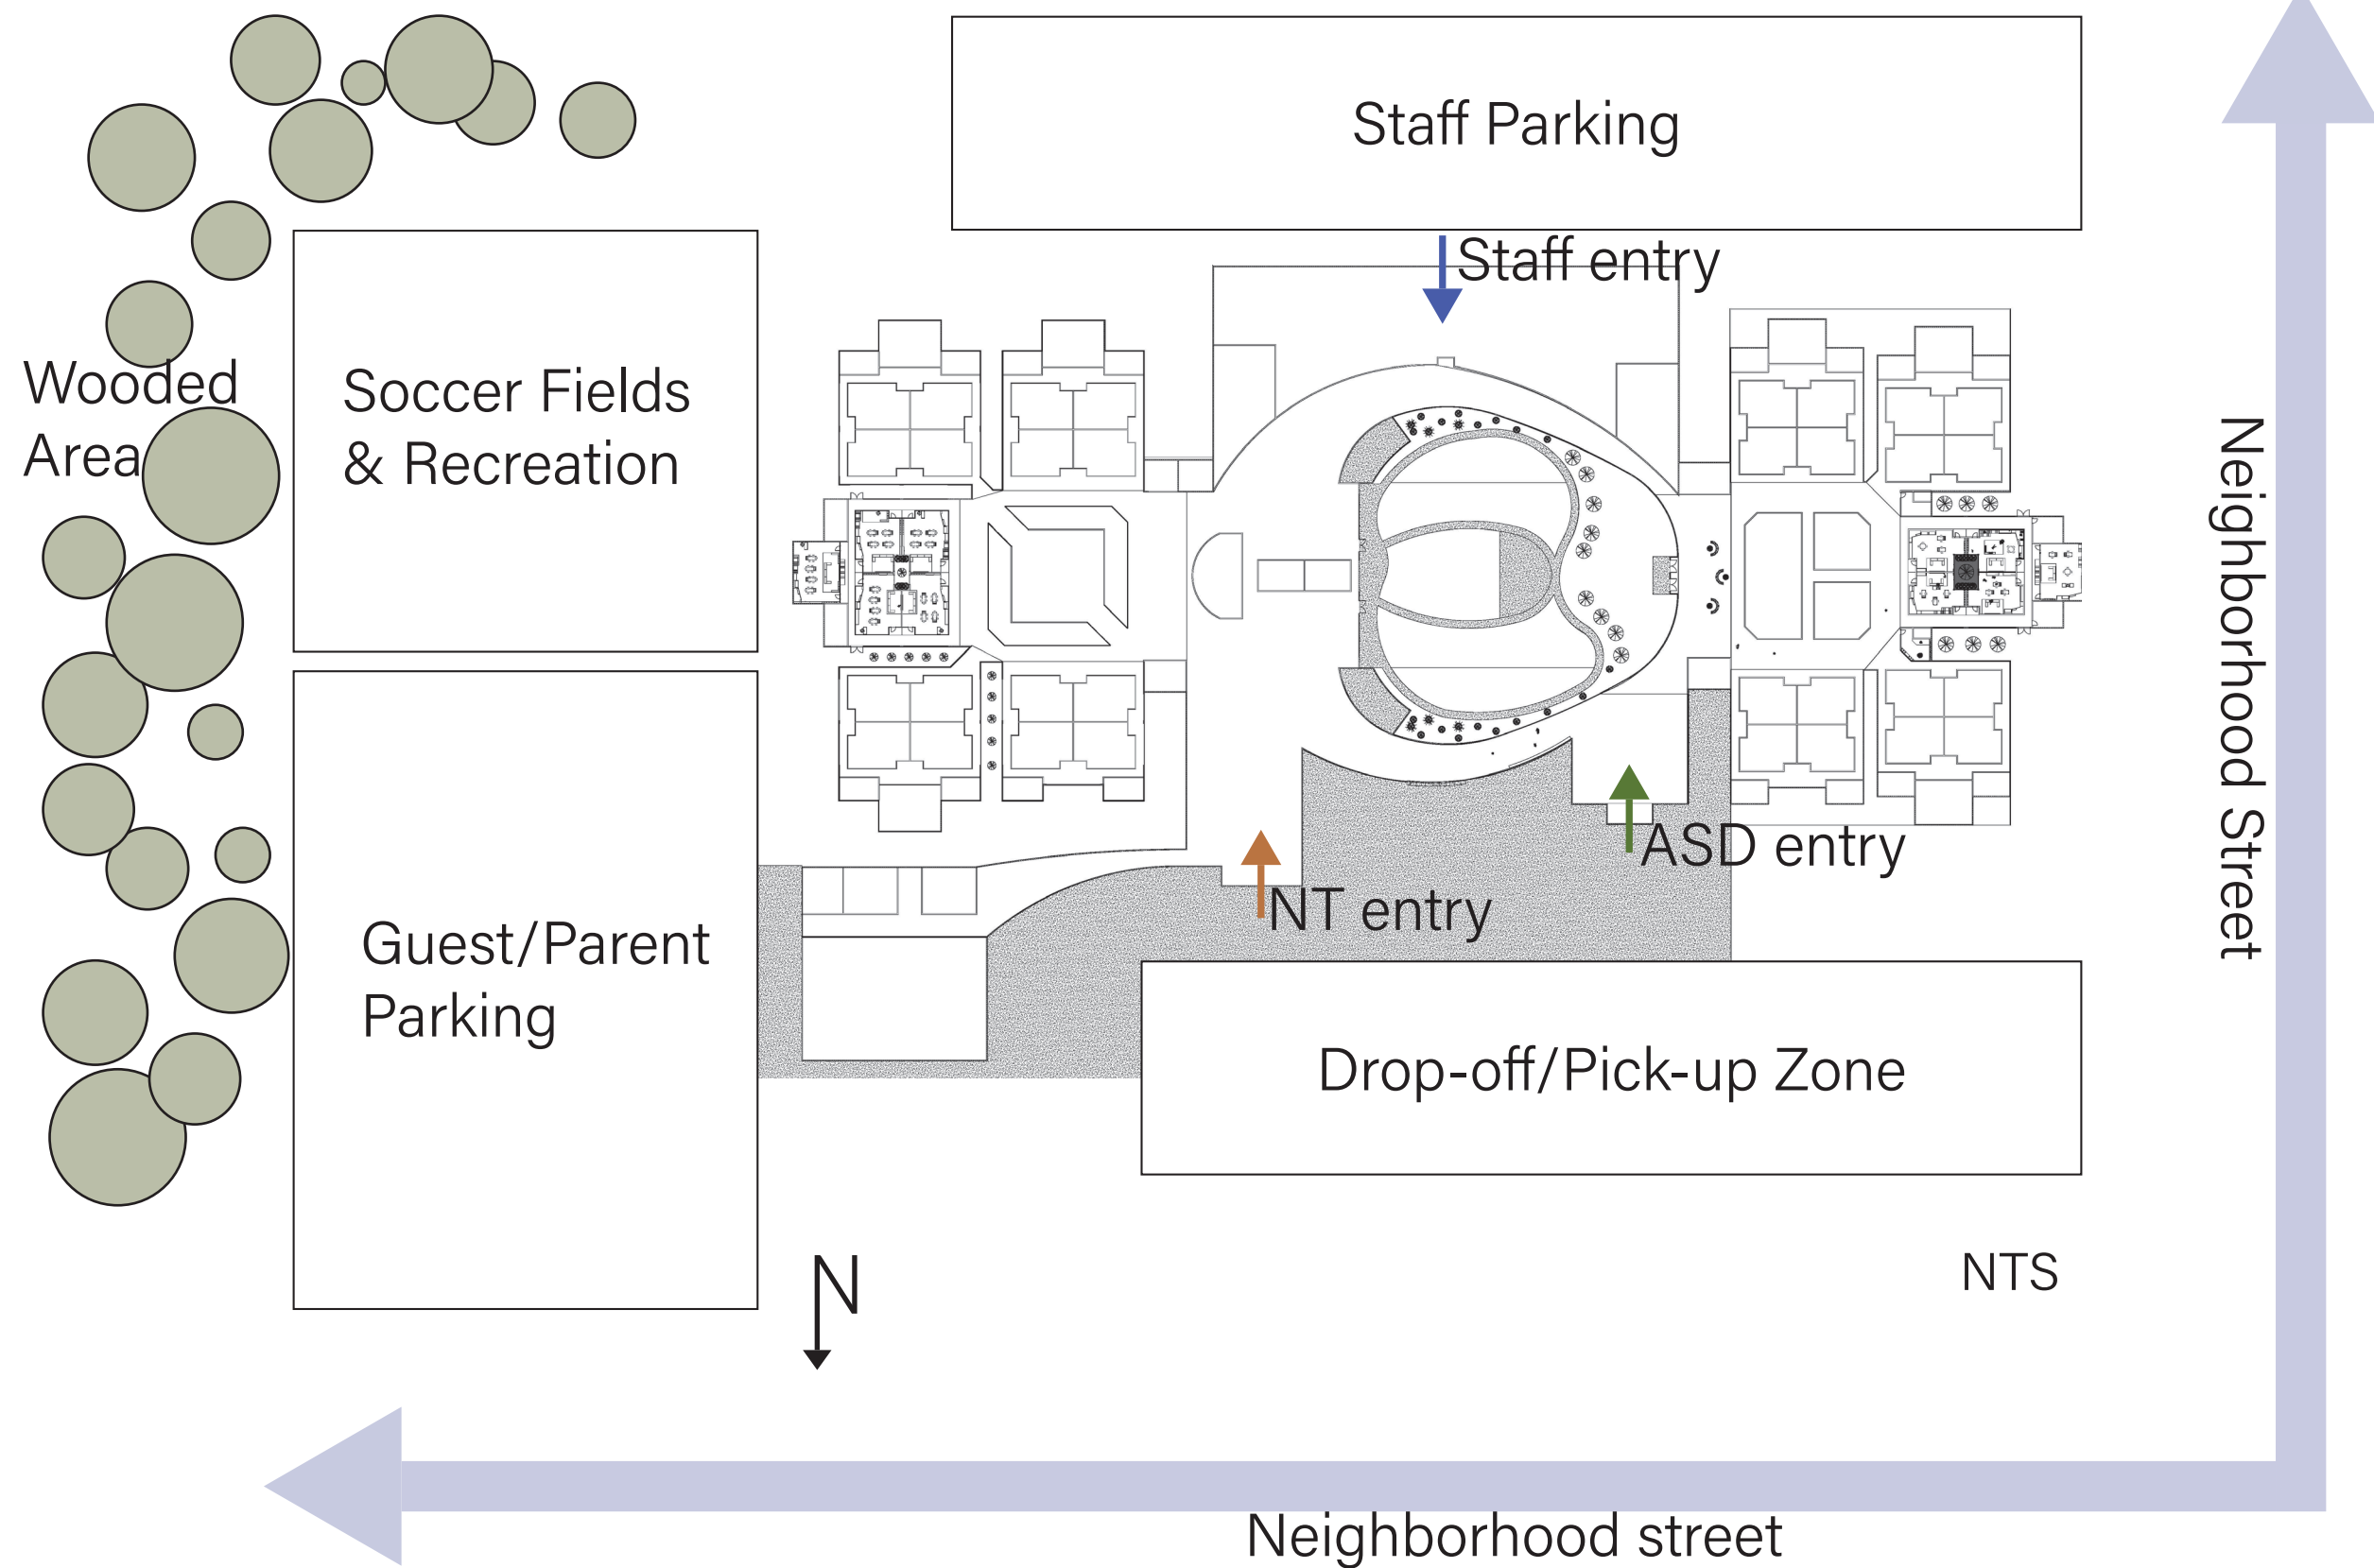 Staff Parking
Staff entry
Wooded
Area
Soccer Fields
& Recreation
Neighborhood Street
ASD entry
NT entry
Guest/Parent
Parking
Drop-off/Pick-up Zone
N
NTS
Neighborhood street